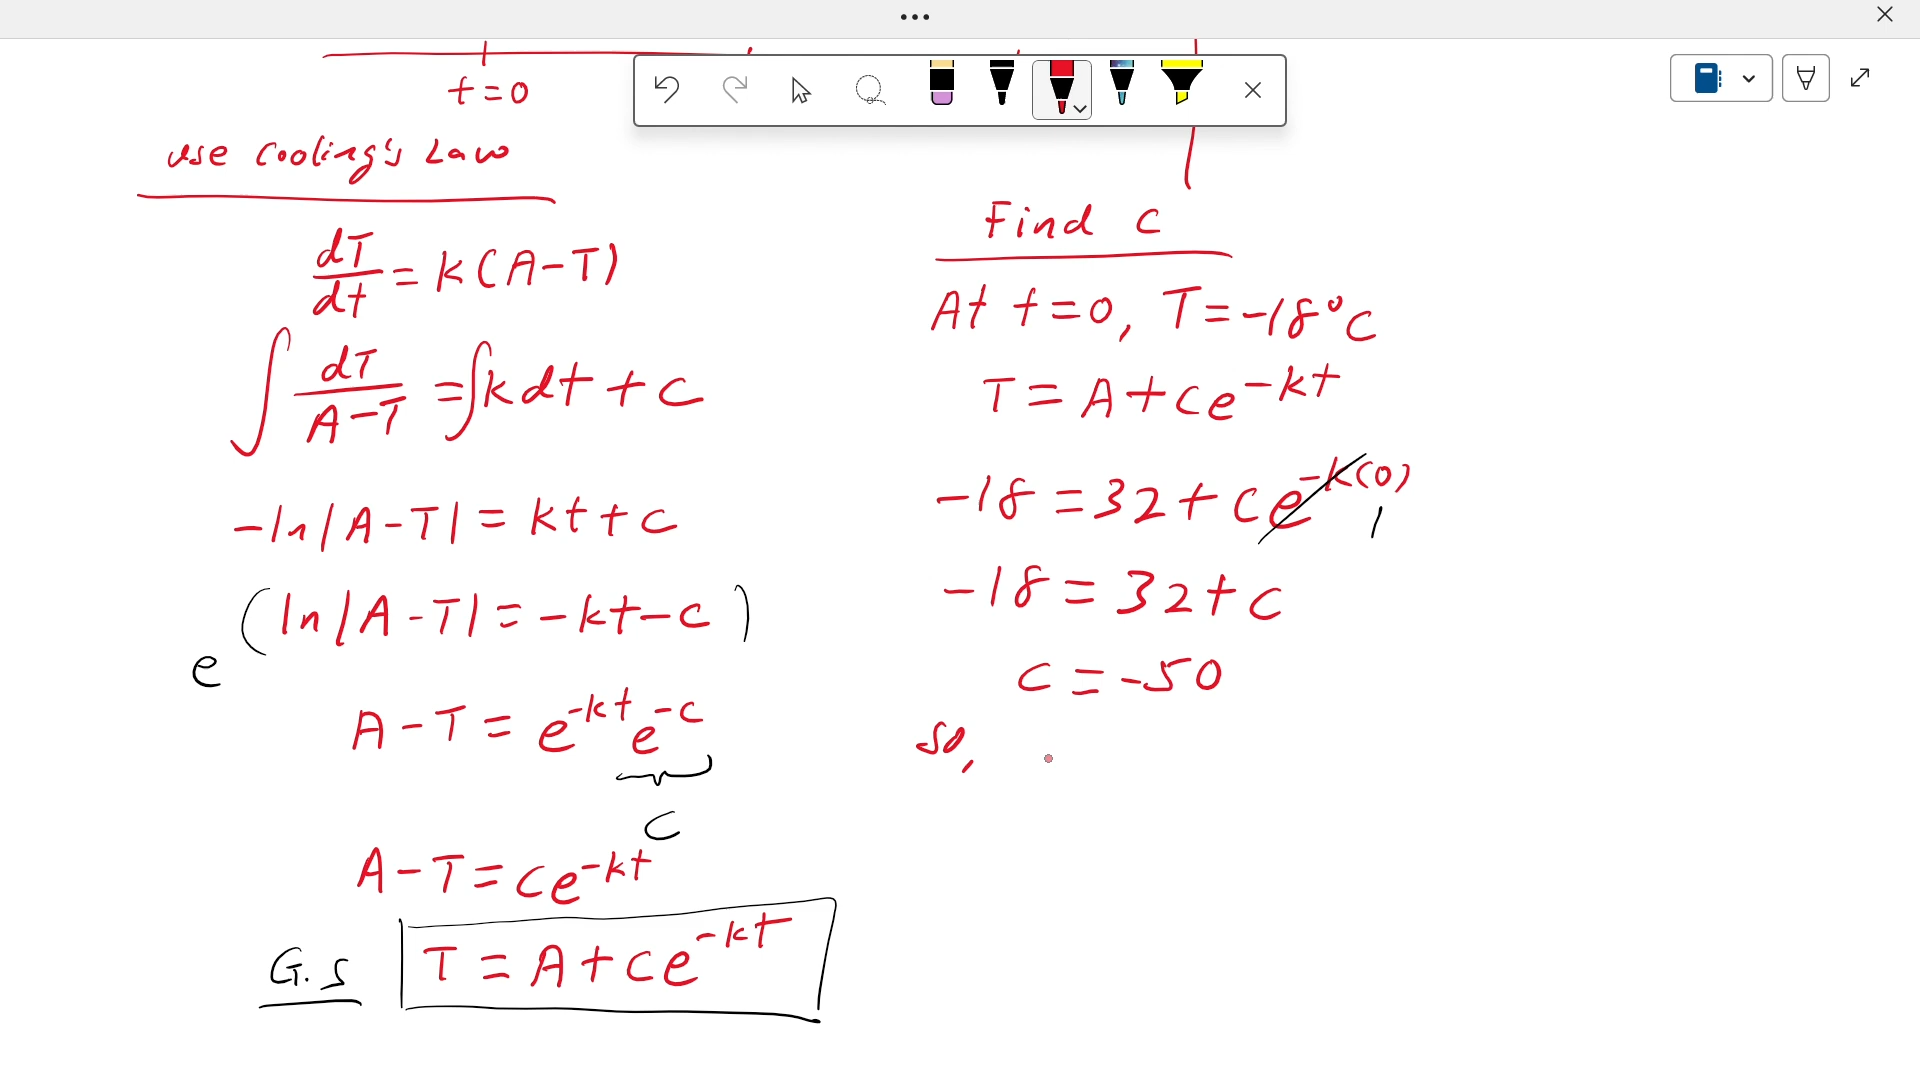 t=0
use Cooling's Law
dT/dt = k(A-T)
∫ dT/(A-T) = ∫k dt + c
-ln|A-T| = kt+c
e^(ln|A-T| = -kt-c)
A-T = e^-kt e^-c
c
A-T = ce^-kt
G.S T = A+ce^-kt
Find C
At t=0, T=-18°C
T = A+ce^-kt
-18 = 32+ce^-k(0) 1
-18 = 32+c
c = -50
so,